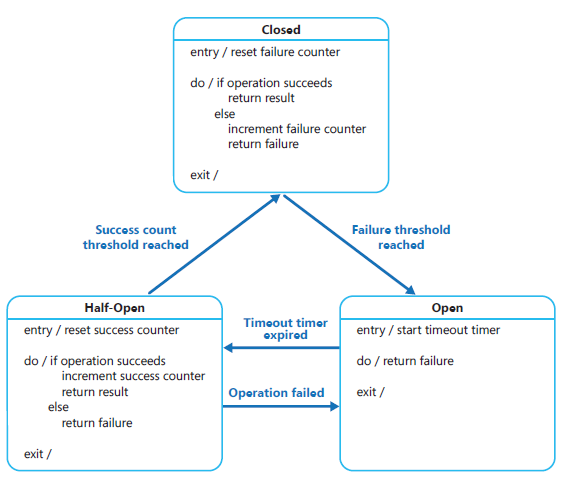 Closed
entry / reset failure counter
do / if operation succeeds
return result
else
increment failure counter
return failure
exit /
Success count
threshold reached
Failure threshold
reached
Half-Open
entry / reset success counter
do / if operation succeeds
increment success counter
return result
else
return failure
exit /
Timeout timer
expired
Operation failed
Open
entry / start timeout timer
do / return failure
exit /